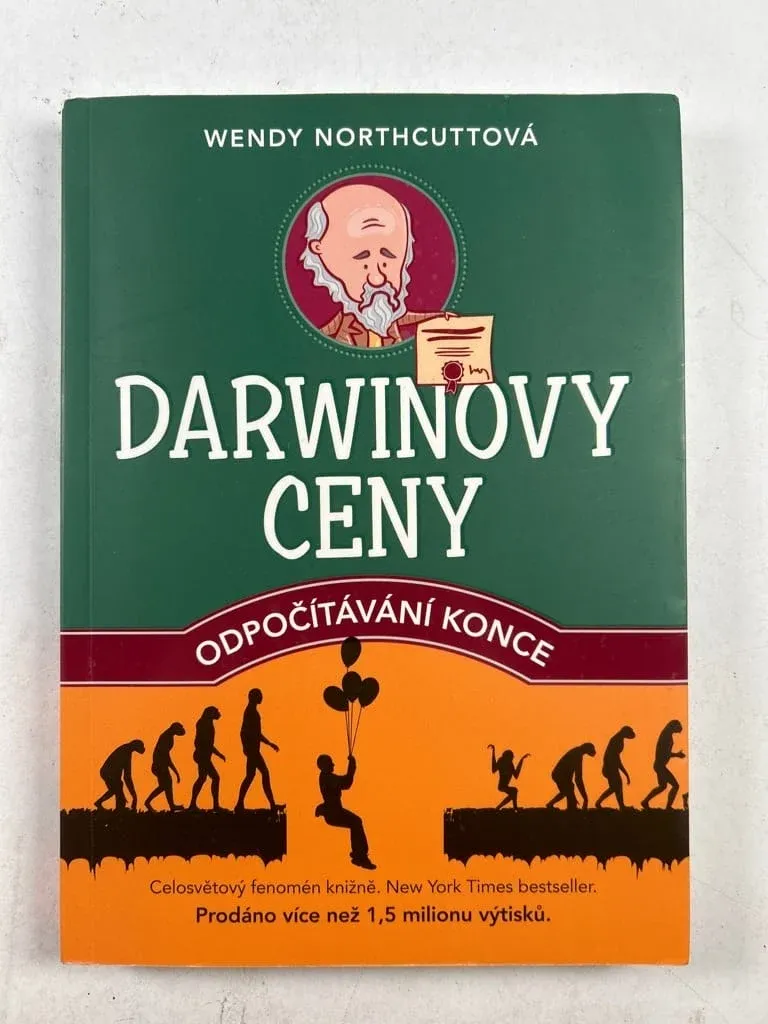 WENDY NORTHCUTTOVÁ
DARWINOVY
CENY
ODPOČÍTÁVÁNÍ KONCE
Celosvětový fenomén knižně. New York Times bestseller.
Prodáno více než 1,5 milionu výtisků.